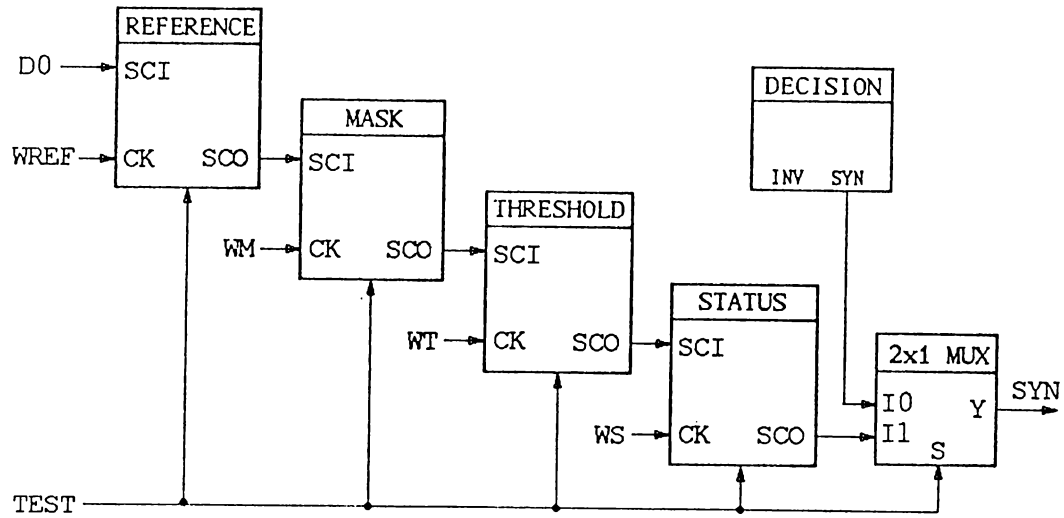 REFERENCE
D0
SCI
WREF
CK
SCO
MASK
SCI
WM
CK
SCO
THRESHOLD
SCI
WT
CK
SCO
DECISION
INV
SYN
STATUS
SCI
WS
CK
SCO
2x1 MUX
I0
Y
I1
S
SYN
TEST